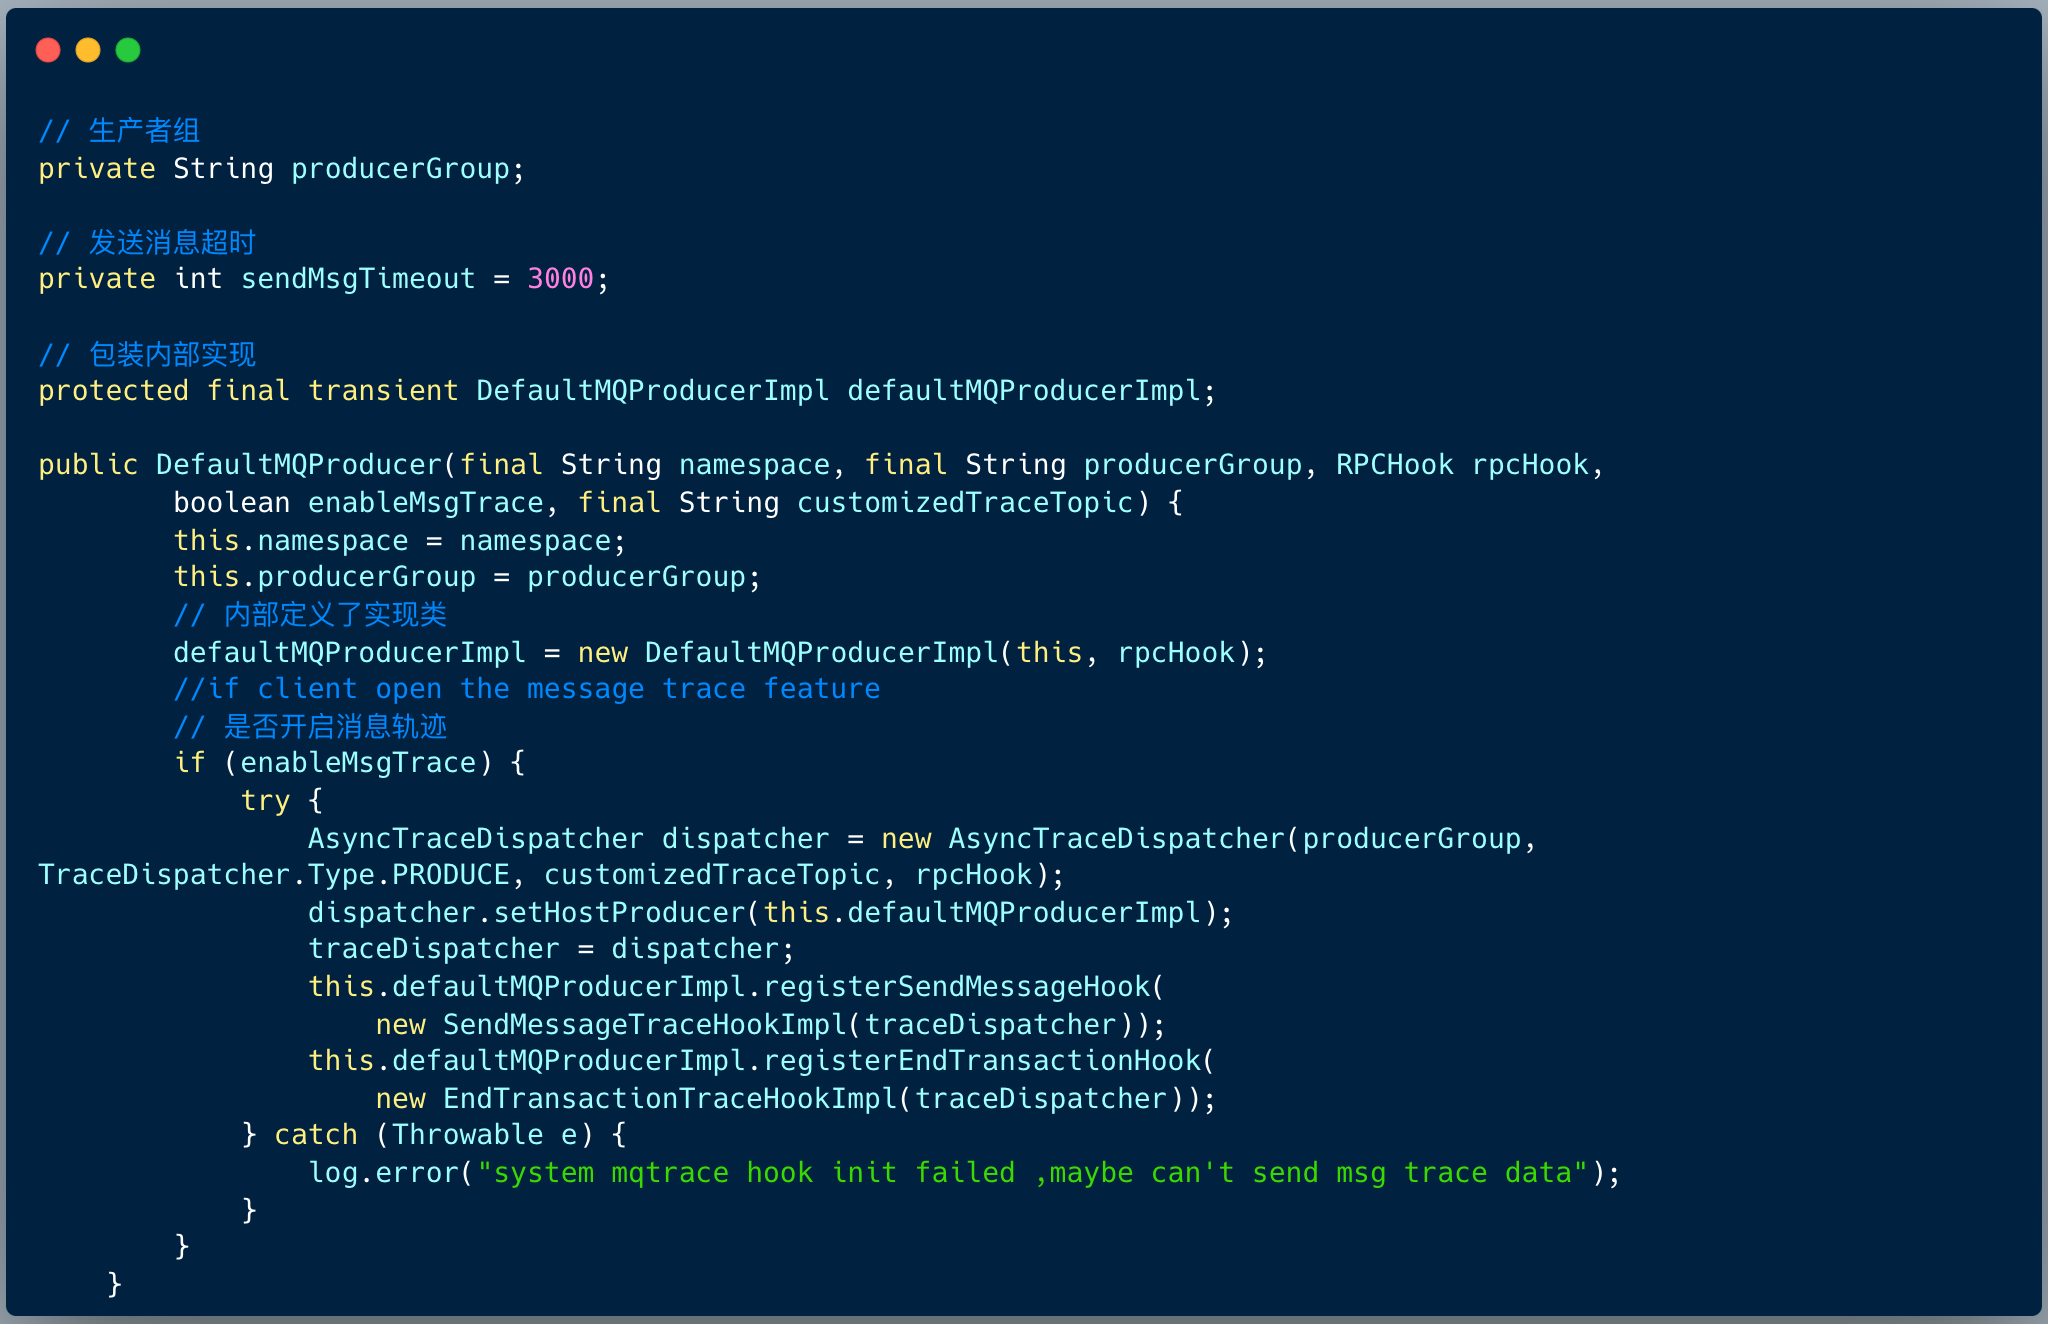 // 生产者组
private String producerGroup;
// 发送消息超时
private int sendMsgTimeout = 3000;
// 包装内部实现
protected final transient DefaultMQProducerImpl defaultMQProducerImpl;
public DefaultMQProducer(final String namespace, final String producerGroup, RPCHook rpcHook,
boolean enableMsgTrace, final String customizedTraceTopic) {
this.namespace = namespace;
this.producerGroup = producerGroup;
// 内部定义了实现类
defaultMQProducerImpl = new DefaultMQProducerImpl(this, rpcHook);
//if client open the message trace feature
// 是否开启消息轨迹
if (enableMsgTrace) {
try {
AsyncTraceDispatcher dispatcher = new AsyncTraceDispatcher(producerGroup,
TraceDispatcher.Type.PRODUCE, customizedTraceTopic, rpcHook);
dispatcher.setHostProducer(this.defaultMQProducerImpl);
traceDispatcher = dispatcher;
this.defaultMQProducerImpl.registerSendMessageHook(
new SendMessageTraceHookImpl(traceDispatcher));
this.defaultMQProducerImpl.registerEndTransactionHook(
new EndTransactionTraceHookImpl(traceDispatcher));
} catch (Throwable e) {
log.error("system mqtrace hook init failed ,maybe can't send msg trace data");
}
}
}